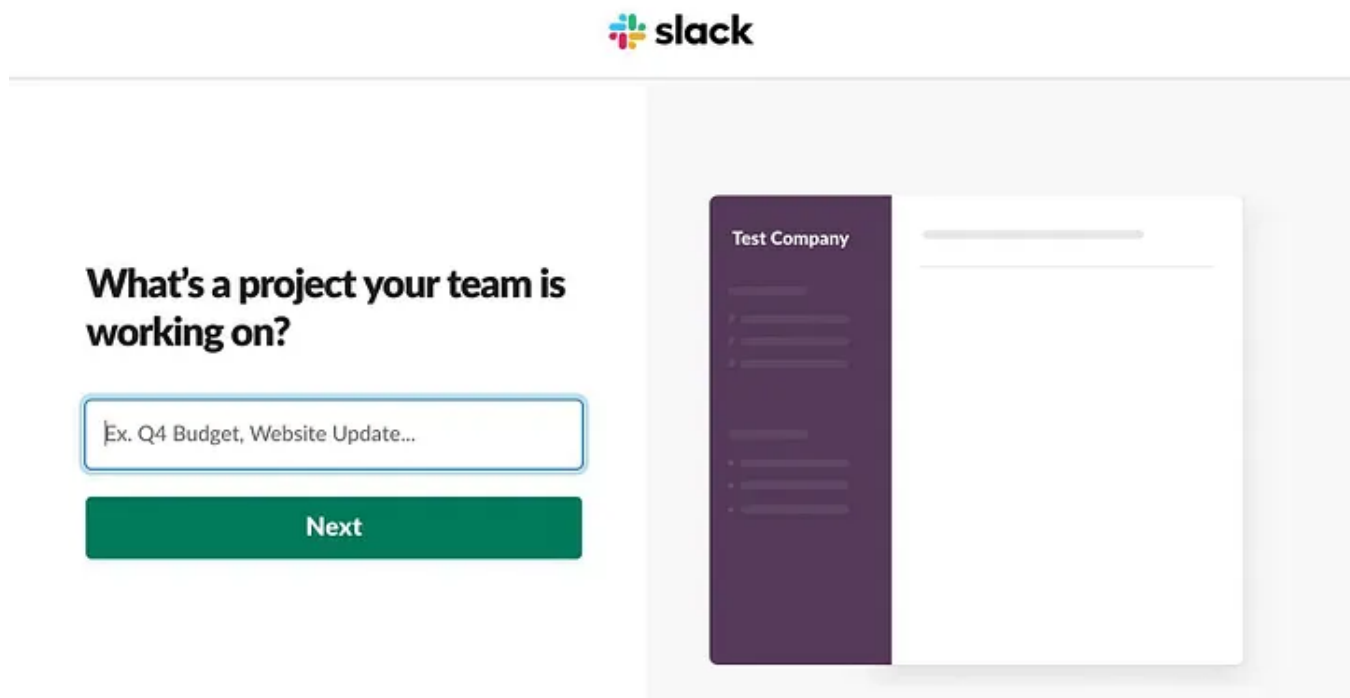 slack
What's a project your team is
working on?
Ex. Q4 Budget, Website Update...
Next
Test Company